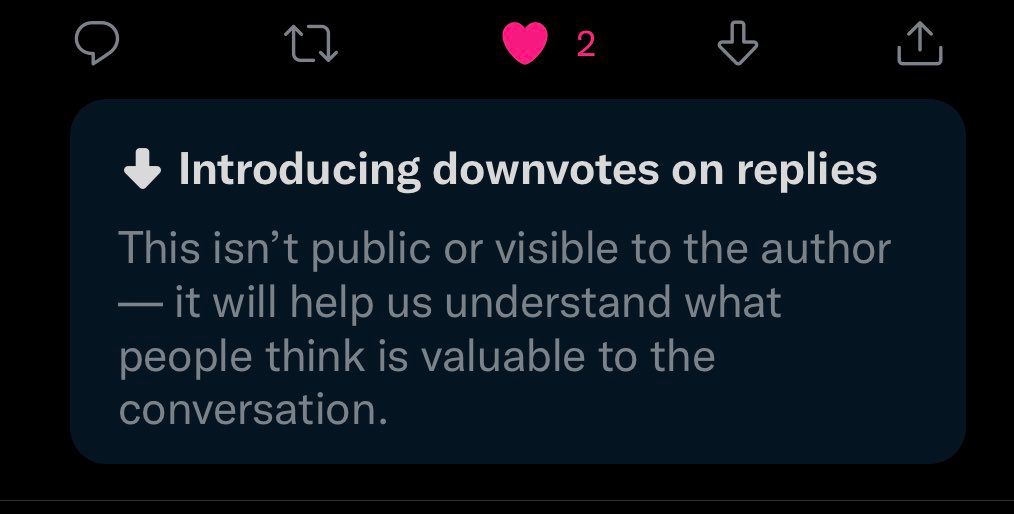 2
Introducing downvotes on replies
This isn’t public or visible to the author
— it will help us understand what
people think is valuable to the
conversation.